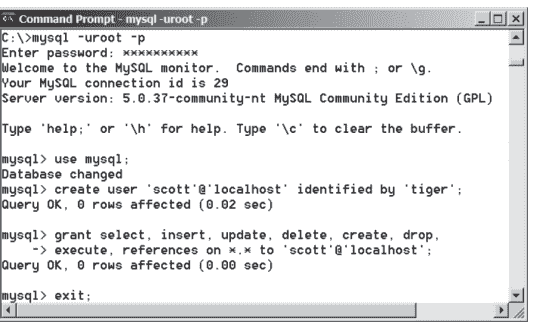 Command Prompt - mysql -uroot -p
C:\>mysql -uroot -p
Enter password: **********
Welcome to the MySQL monitor.  Commands end with ; or \g.
Your MySQL connection id is 29
Server version: 5.0.37-community-nt MySQL Community Edition (GPL)
Type 'help;' or '\h' for help. Type '\c' to clear the buffer.
mysql> use mysql;
Database changed
mysql> create user 'scott'@'localhost' identified by 'tiger';
Query OK, 0 rows affected (0.02 sec)
mysql> grant select, insert, update, delete, create, drop,
    -> execute, references on *.* to 'scott'@'localhost';
Query OK, 0 rows affected (0.00 sec)
mysql> exit;